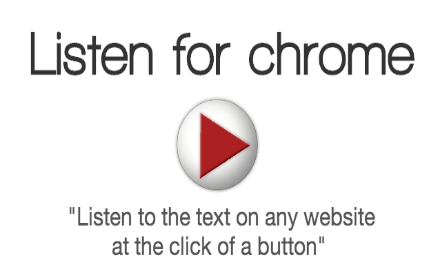 Listen for chrome
"Listen to the text on any website
at the click of a button"